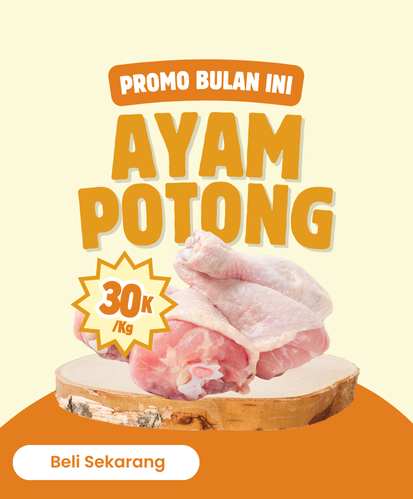 PROMO BULAN INI
AYAM
POTONG
30K
/Kg
Beli Sekarang